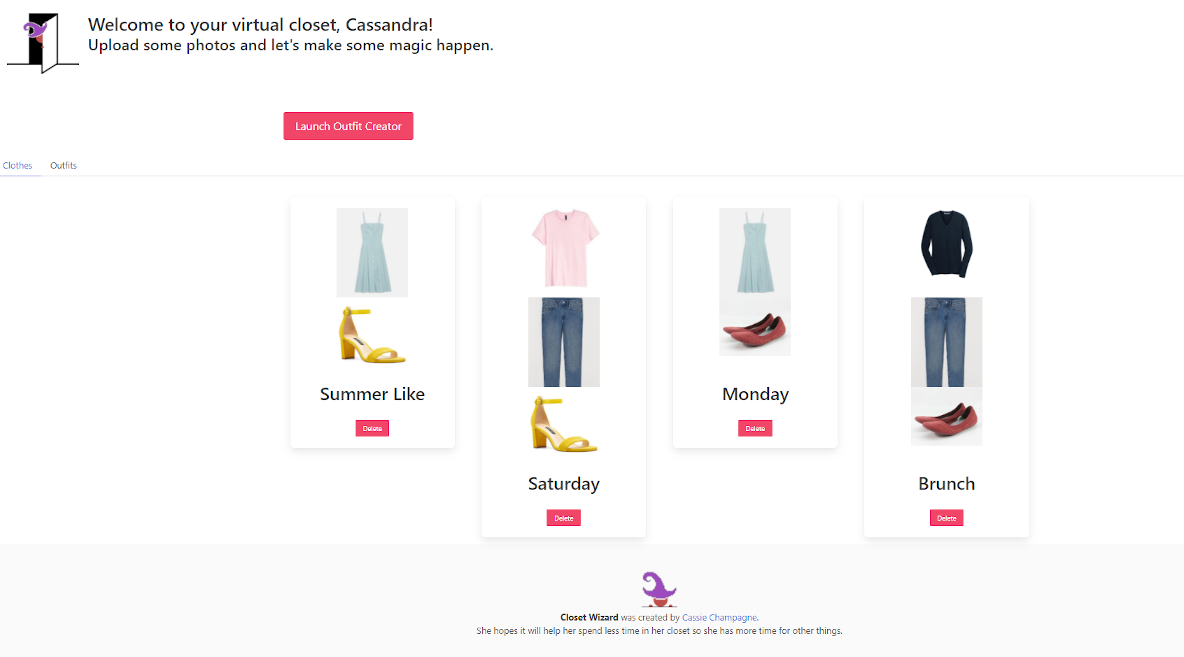 Welcome to your virtual closet, Cassandra!
Upload some photos and let's make some magic happen.
Launch Outfit Creator
Clothes
Outfits
Summer Like
Delete
Saturday
Delete
Monday
Delete
Brunch
Delete
Closet Wizard was created by Cassie Champagne.
She hopes it will help her spend less time in her closet so she has more time for other things.